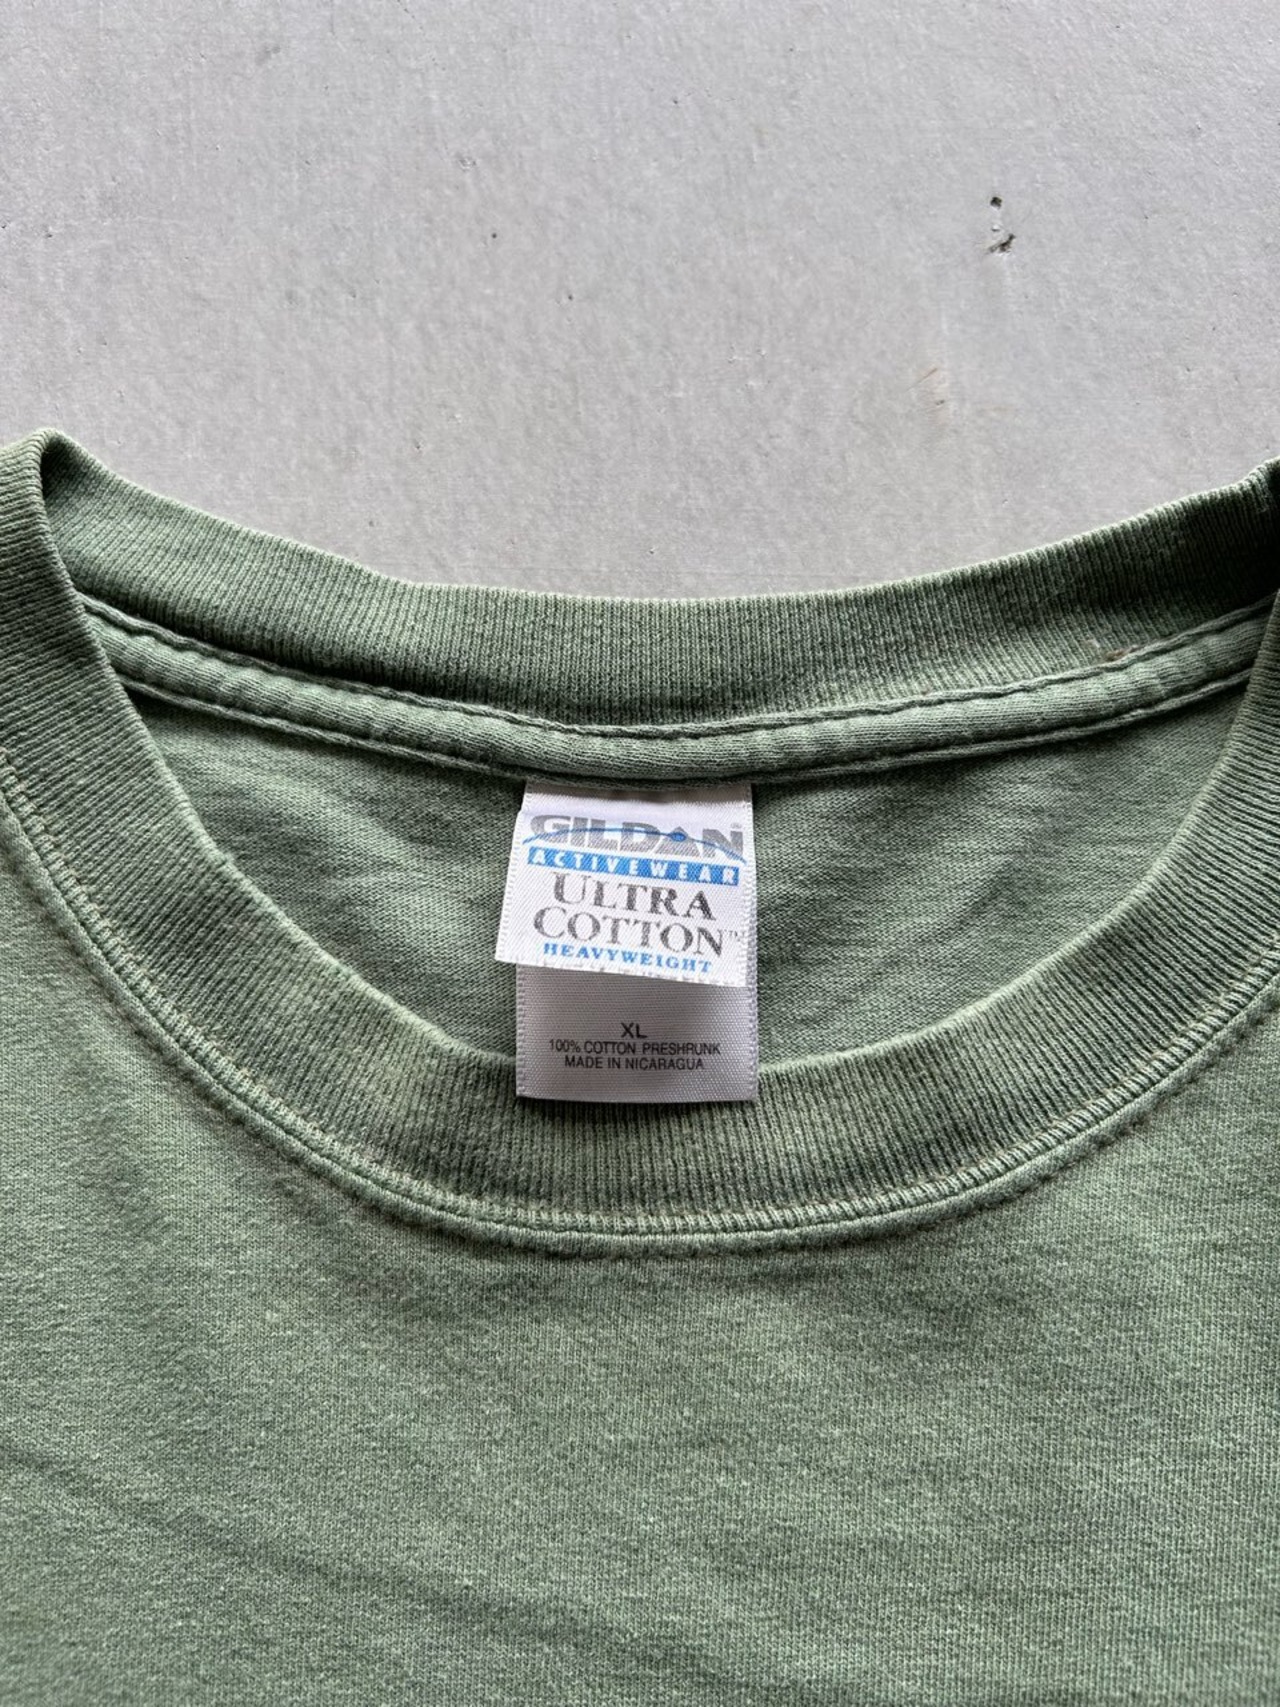 GILDAN®
ACTIVEWEAR
ULTRA
COTTON™
HEAVYWEIGHT
XL
100% COTTON PRESHRUNK
MADE IN NICARAGUA